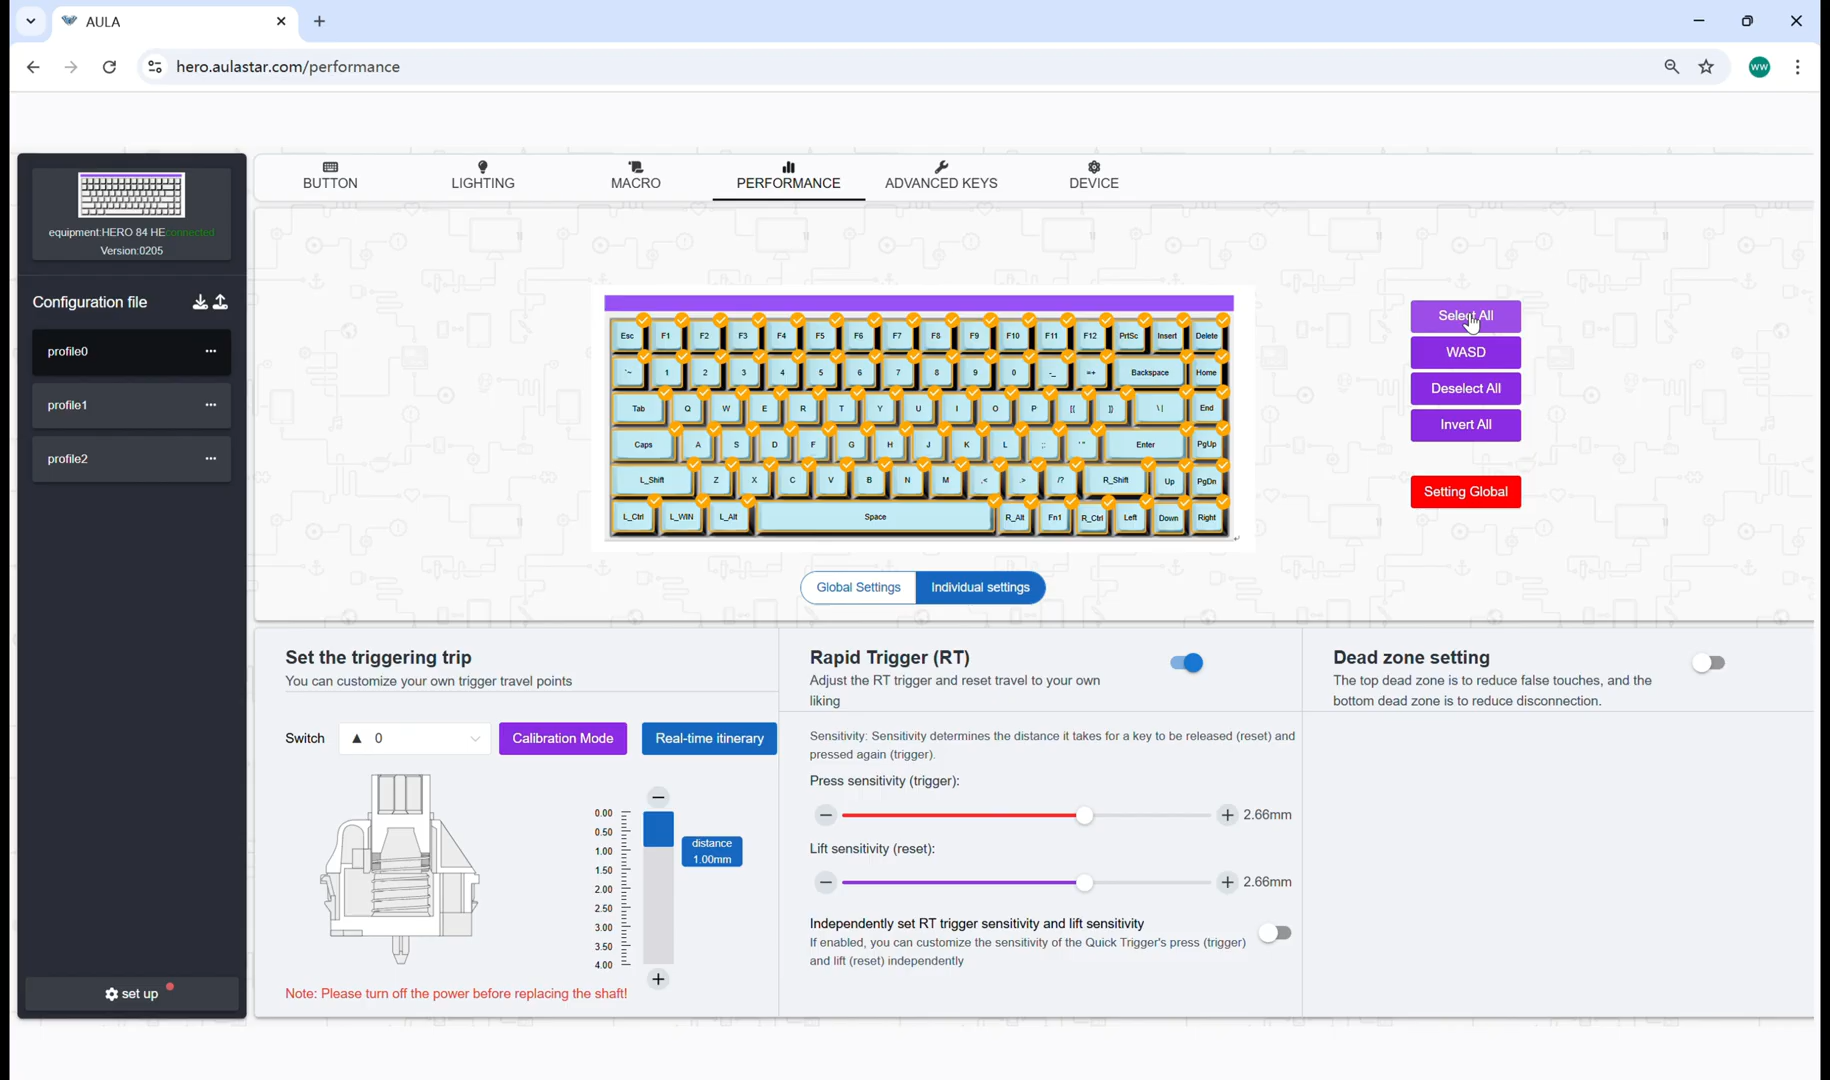 AULA
hero.aulastar.com/performance
ww
BUTTON
LIGHTING
MACRO
PERFORMANCE
ADVANCED KEYS
DEVICE
equipment:HERO 84 HE connected
Version:0205
Configuration file
profile0 ...
profile1 ...
profile2 ...
set up
Esc F1 F2 F3 F4 F5 F6 F7 F8 F9 F10 F11 F12 PrtSc Insert Delete
`~ 1 2 3 4 5 6 7 8 9 0 -_ =+ Backspace Home
Tab Q W E R T Y U I O P [{ ]} \| End
Caps A S D F G H J K L ;: '" Enter PgUp
L_Shift Z X C V B N M ,< .> /? R_Shift Up PgDn
L_Ctrl L_WIN L_Alt Space R_Alt Fn1 R_Ctrl Left Down Right
Select All
WASD
Deselect All
Invert All
Setting Global
Global Settings
Individual settings
Set the triggering trip
You can customize your own trigger travel points
Switch
▲ 0
Calibration Mode
Real-time itinerary
0.00
0.50
1.00
1.50
2.00
2.50
3.00
3.50
4.00
distance
1.00mm
Note: Please turn off the power before replacing the shaft!
Rapid Trigger (RT)
Adjust the RT trigger and reset travel to your own
liking
Sensitivity: Sensitivity determines the distance it takes for a key to be released (reset) and
pressed again (trigger).
Press sensitivity (trigger):
2.66mm
Lift sensitivity (reset):
2.66mm
Independently set RT trigger sensitivity and lift sensitivity
If enabled, you can customize the sensitivity of the Quick Trigger's press (trigger)
and lift (reset) independently
Dead zone setting
The top dead zone is to reduce false touches, and the
bottom dead zone is to reduce disconnection.